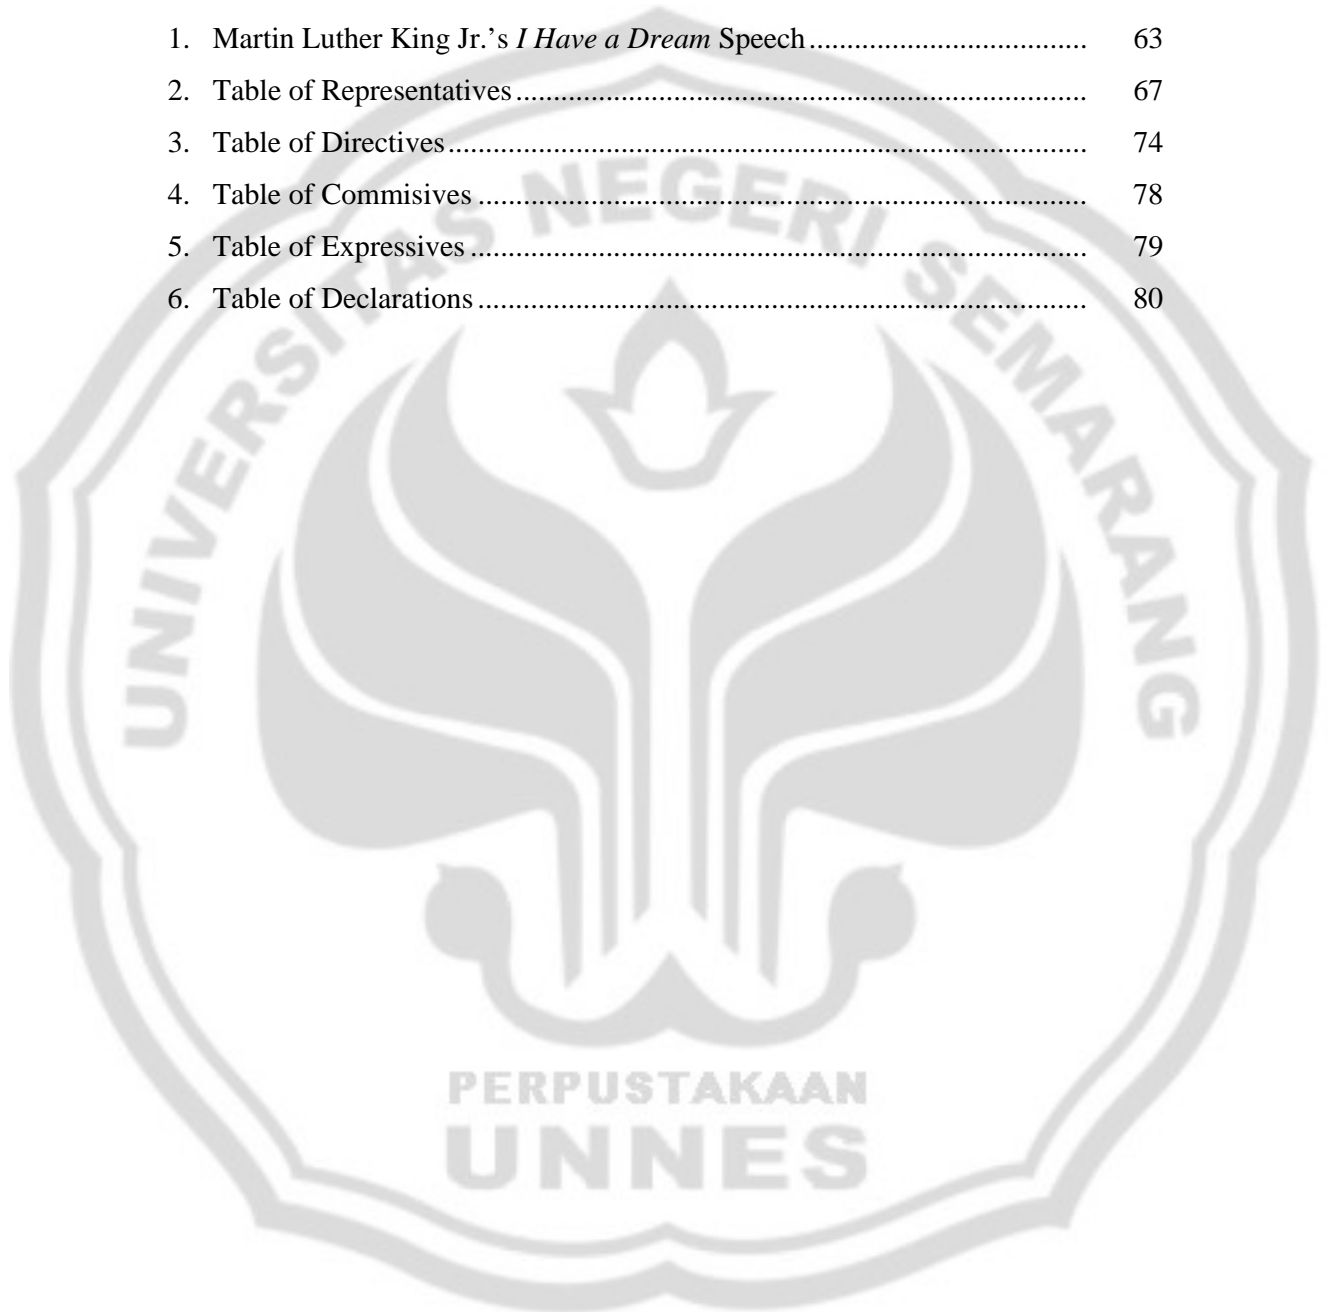 1. Martin Luther King Jr.’s I Have a Dream Speech .................................. 63
2. Table of Representatives ........................................................................ 67
3. Table of Directives ................................................................................. 74
4. Table of Commisives ............................................................................. 78
5. Table of Expressives .............................................................................. 79
6. Table of Declarations ............................................................................. 80
UNIVERSITAS NEGERI SEMARANG
PERPUSTAKAAN
UNNES